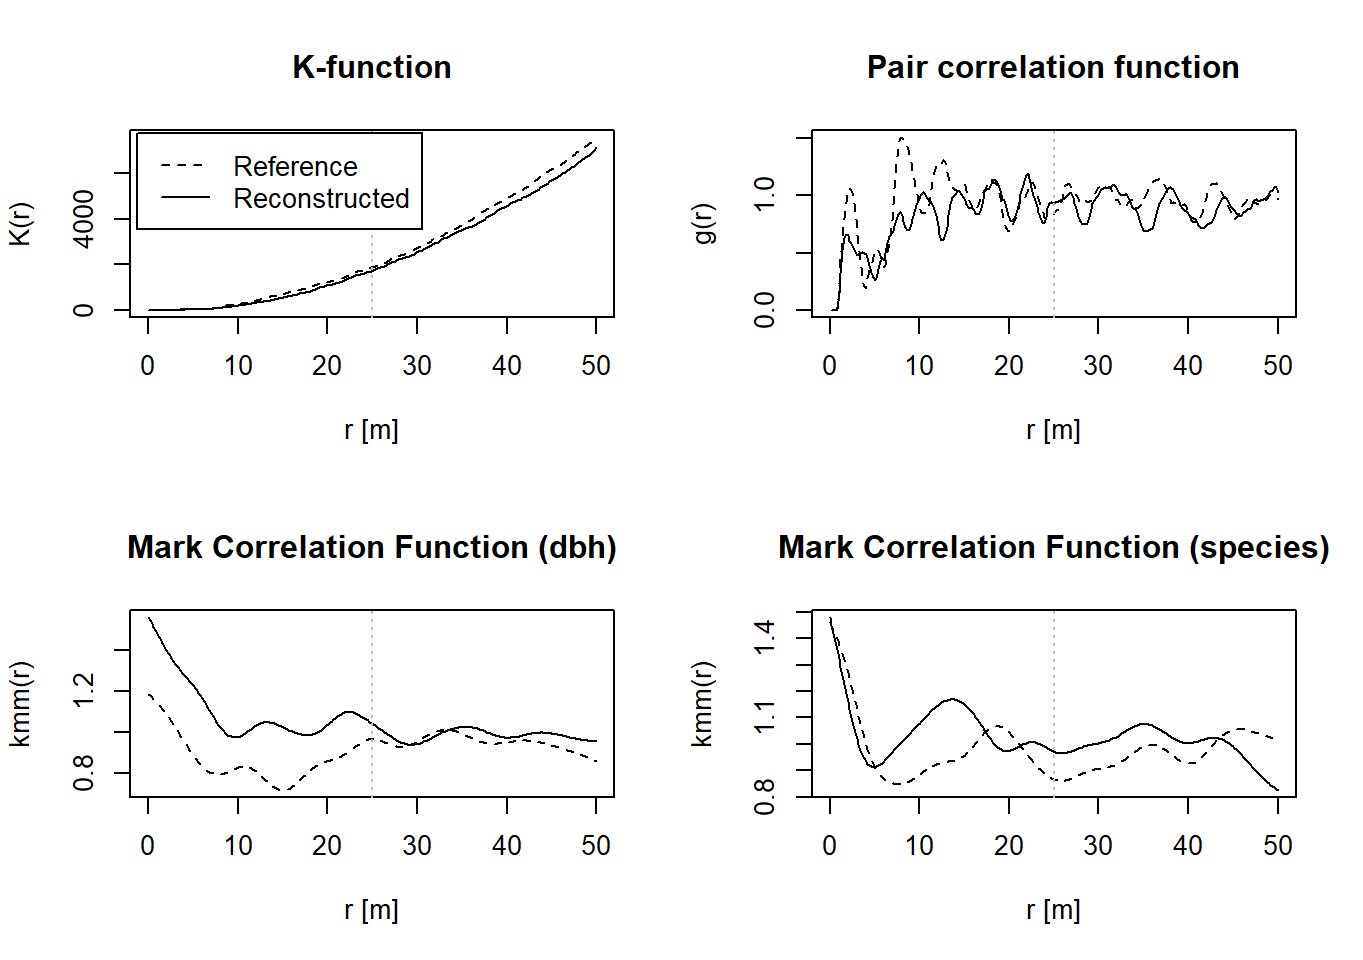 K-function
K(r)
4000
0
Reference
Reconstructed
0 10 20 30 40 50
r [m]
Pair correlation function
g(r)
1.0
0.0
0 10 20 30 40 50
r [m]
Mark Correlation Function (dbh)
kmm(r)
1.2
0.8
0 10 20 30 40 50
r [m]
Mark Correlation Function (species)
kmm(r)
1.4
1.1
0.8
0 10 20 30 40 50
r [m]